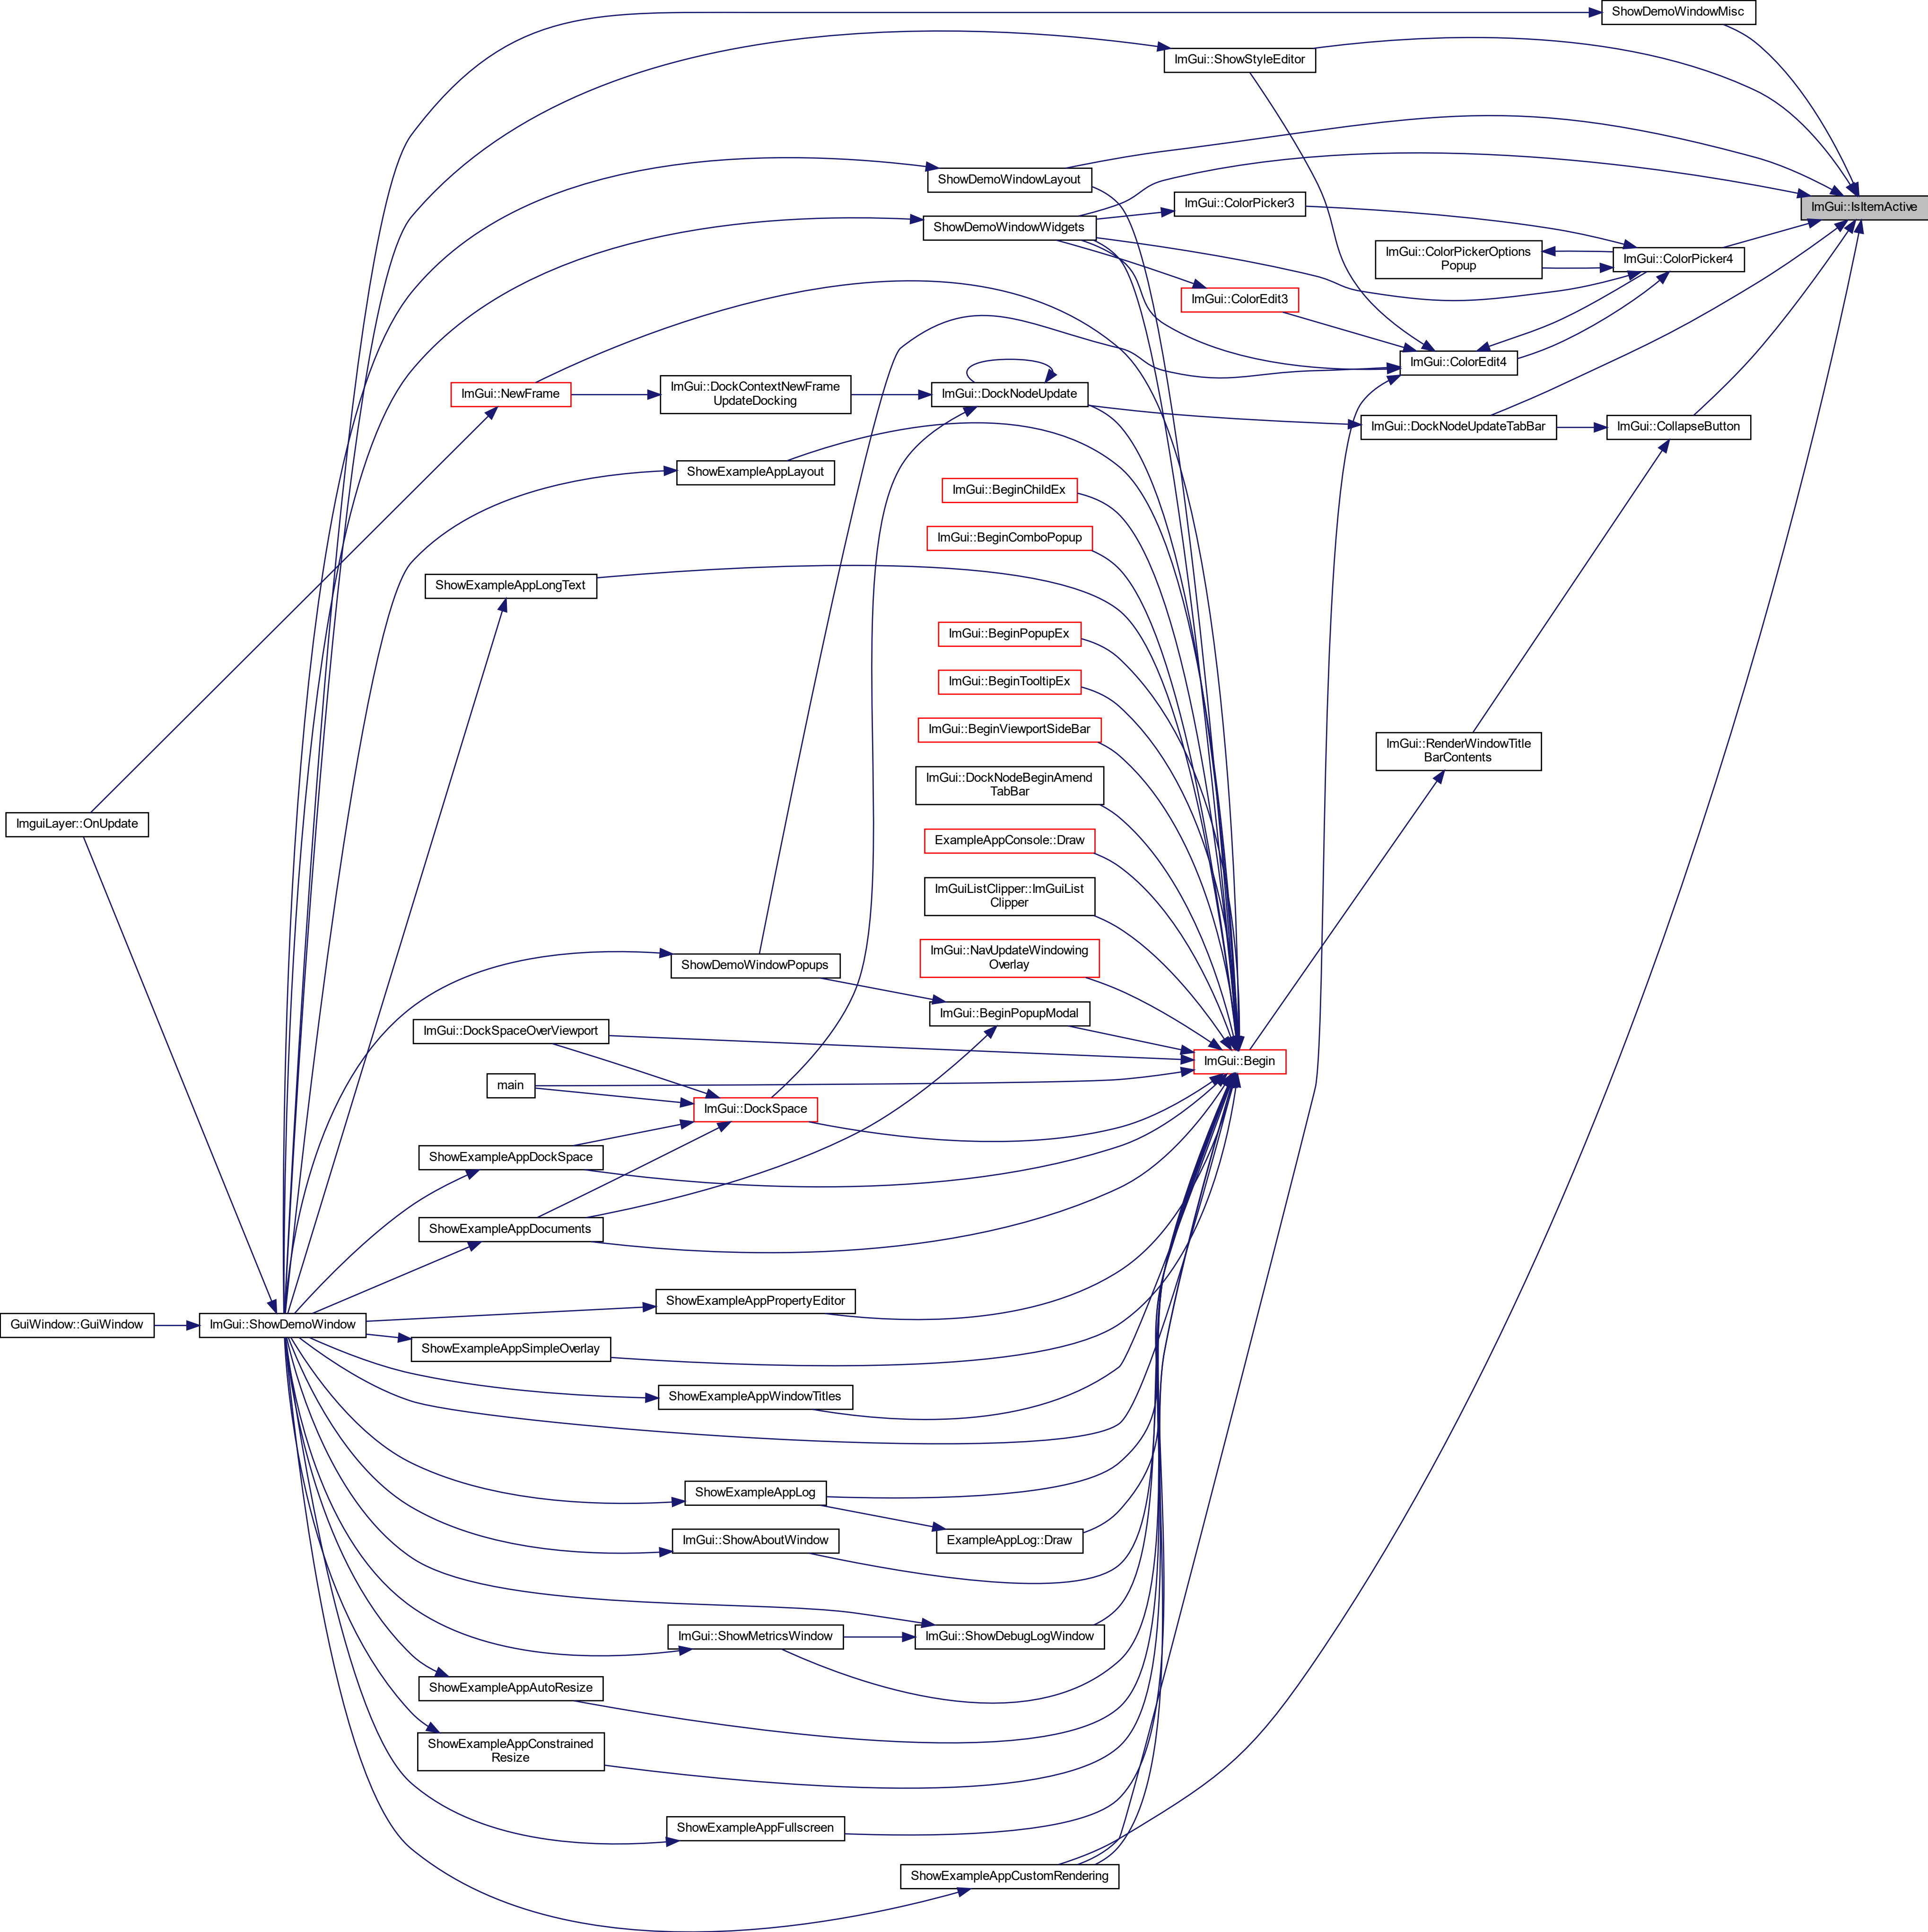 ShowDemoWindowMisc
ImGui::ShowStyleEditor
ShowDemoWindowLayout
ImGui::ColorPicker3
ImGui::IsItemActive
ShowDemoWindowWidgets
ImGui::ColorPickerOptions
Popup
ImGui::ColorPicker4
ImGui::ColorEdit3
ImGui::ColorEdit4
ImGui::NewFrame
ImGui::DockContextNewFrame
UpdateDocking
ImGui::DockNodeUpdate
ImGui::DockNodeUpdateTabBar
ImGui::CollapseButton
ShowExampleAppLayout
ImGui::BeginChildEx
ImGui::BeginComboPopup
ShowExampleAppLongText
ImGui::BeginPopupEx
ImGui::BeginTooltipEx
ImGui::BeginViewportSideBar
ImGui::RenderWindowTitle
BarContents
ImGui::DockNodeBeginAmend
TabBar
ImguiLayer::OnUpdate
ExampleAppConsole::Draw
ImGuiListClipper::ImGuiList
Clipper
ImGui::NavUpdateWindowing
Overlay
ShowDemoWindowPopups
ImGui::BeginPopupModal
ImGui::DockSpaceOverViewport
ImGui::Begin
main
ImGui::DockSpace
ShowExampleAppDockSpace
ShowExampleAppDocuments
ShowExampleAppPropertyEditor
GuiWindow::GuiWindow
ImGui::ShowDemoWindow
ShowExampleAppSimpleOverlay
ShowExampleAppWindowTitles
ShowExampleAppLog
ImGui::ShowAboutWindow
ExampleAppLog::Draw
ImGui::ShowMetricsWindow
ImGui::ShowDebugLogWindow
ShowExampleAppAutoResize
ShowExampleAppConstrained
Resize
ShowExampleAppFullscreen
ShowExampleAppCustomRendering